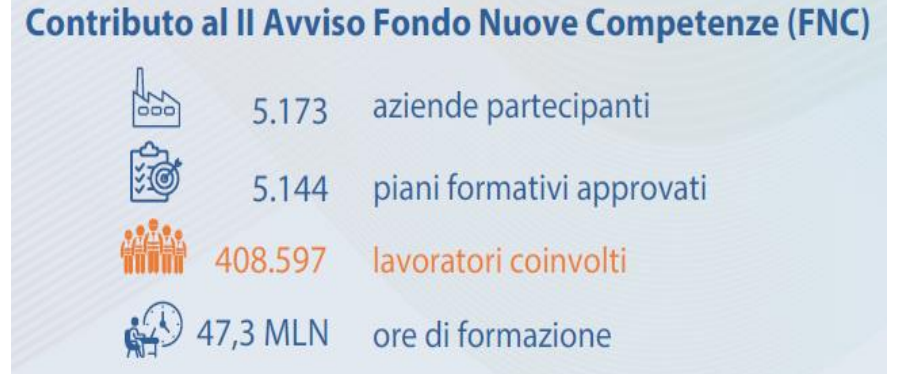 Contributo al II Avviso Fondo Nuove Competenze (FNC)
5.173 aziende partecipanti
5.144 piani formativi approvati
408.597 lavoratori coinvolti
47,3 MLN ore di formazione